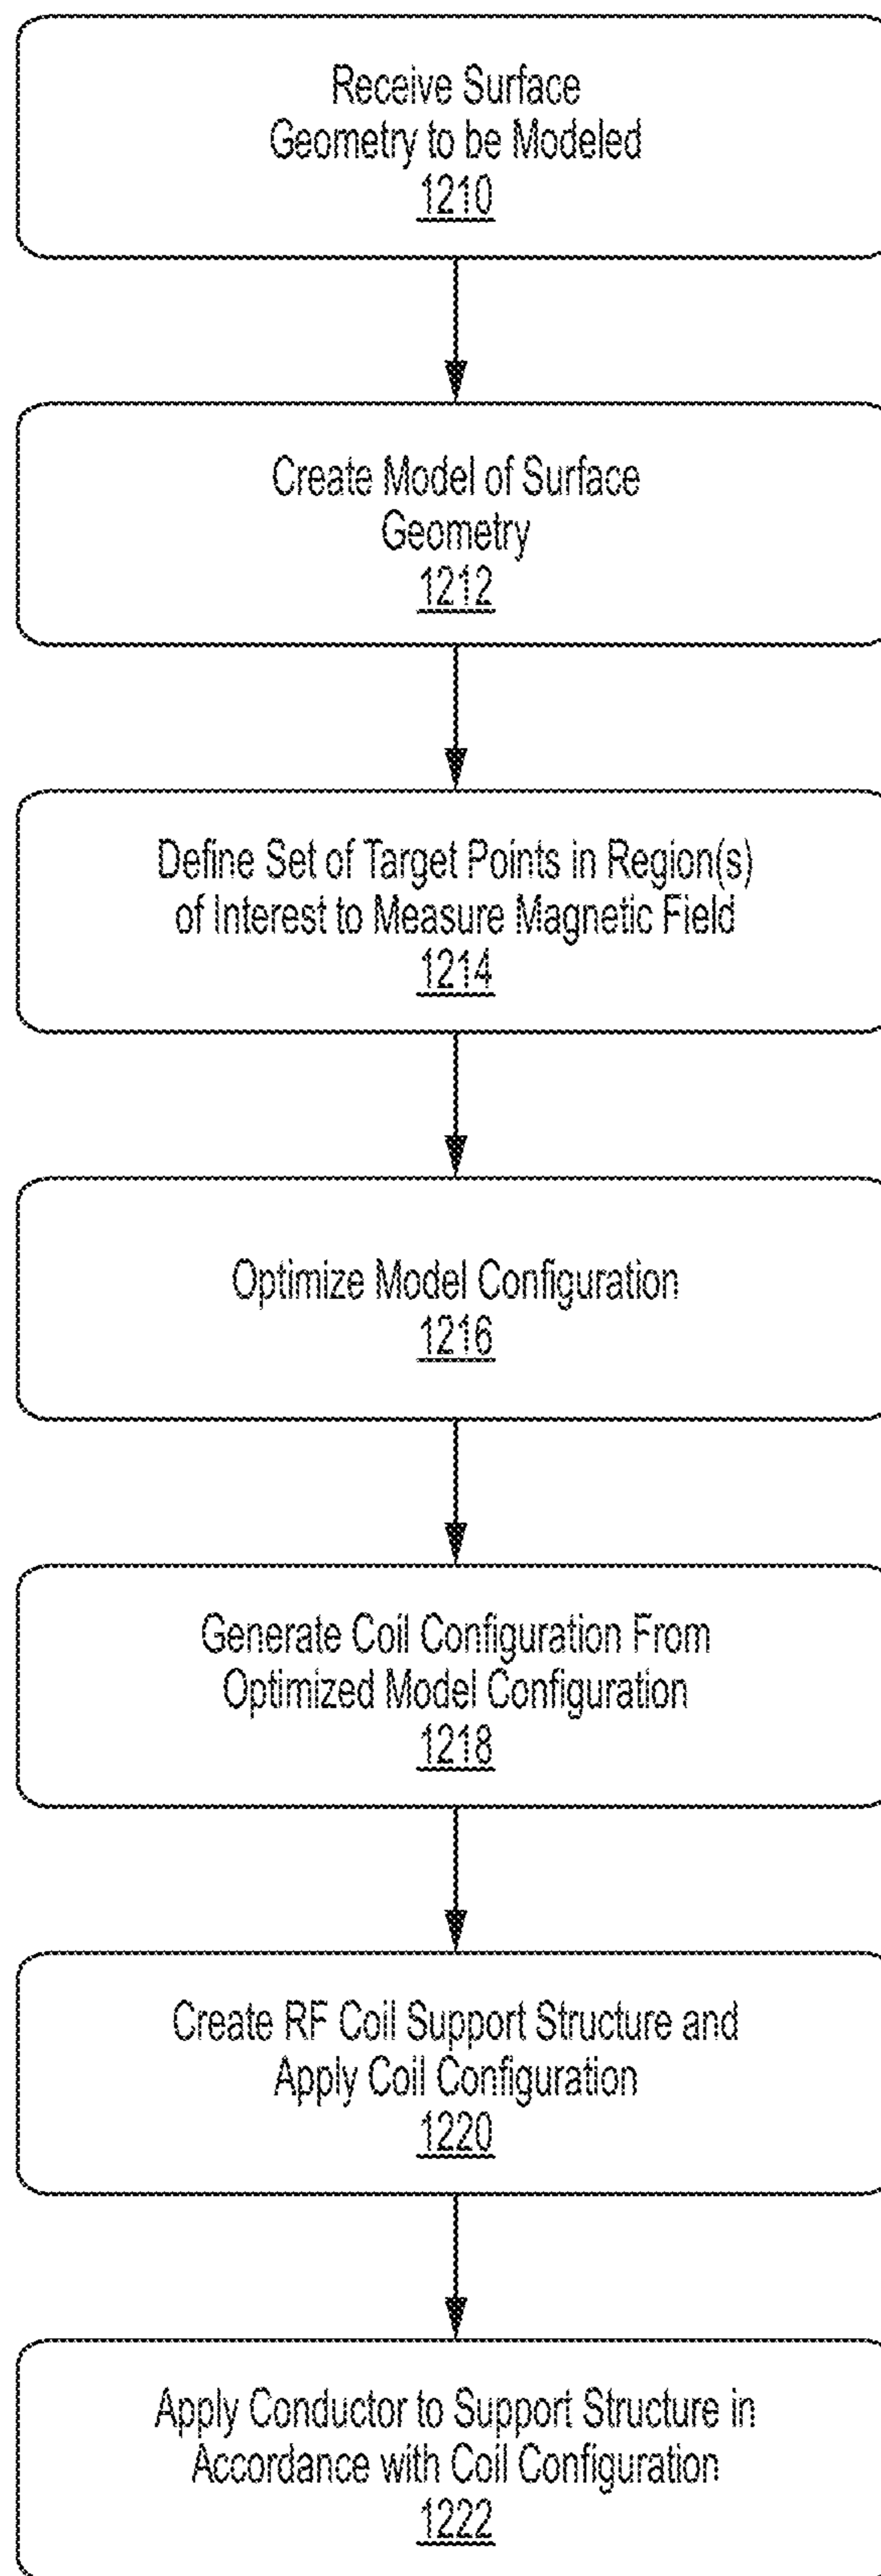 Receive Surface
Geometry to be Modeled
1210
Create Model of Surface
Geometry
1212
Define Set of Target Points in Region(s)
of Interest to Measure Magnetic Field
1214
Optimize Model Configuration
1216
Generate Coil Configuration From
Optimized Model Configuration
1218
Create RF Coil Support Structure and
Apply Coil Configuration
1220
Apply Conductor to Support Structure in
Accordance with Coil Configuration
1222